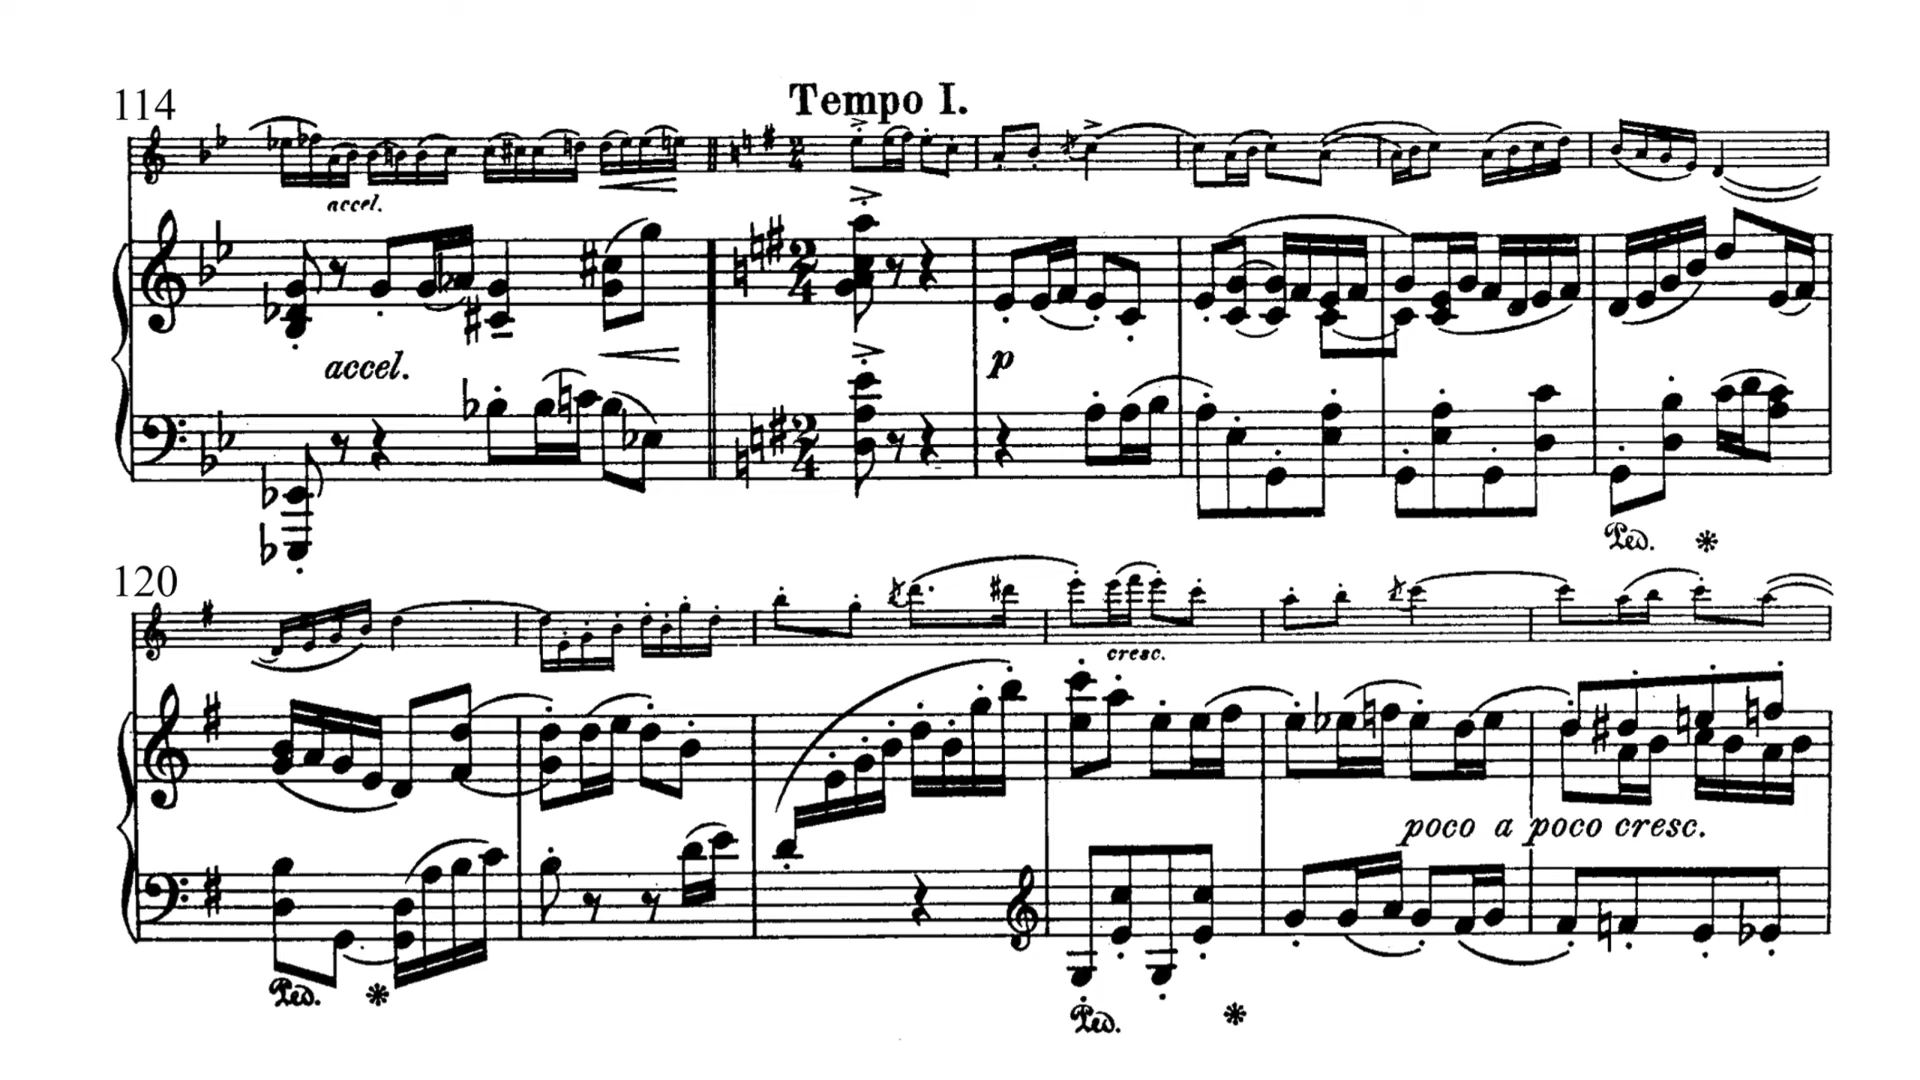 114
Tempo I.
accel.
accel.
p
Ped.
120
cresc.
poco a poco cresc.
Ped.
Ped.